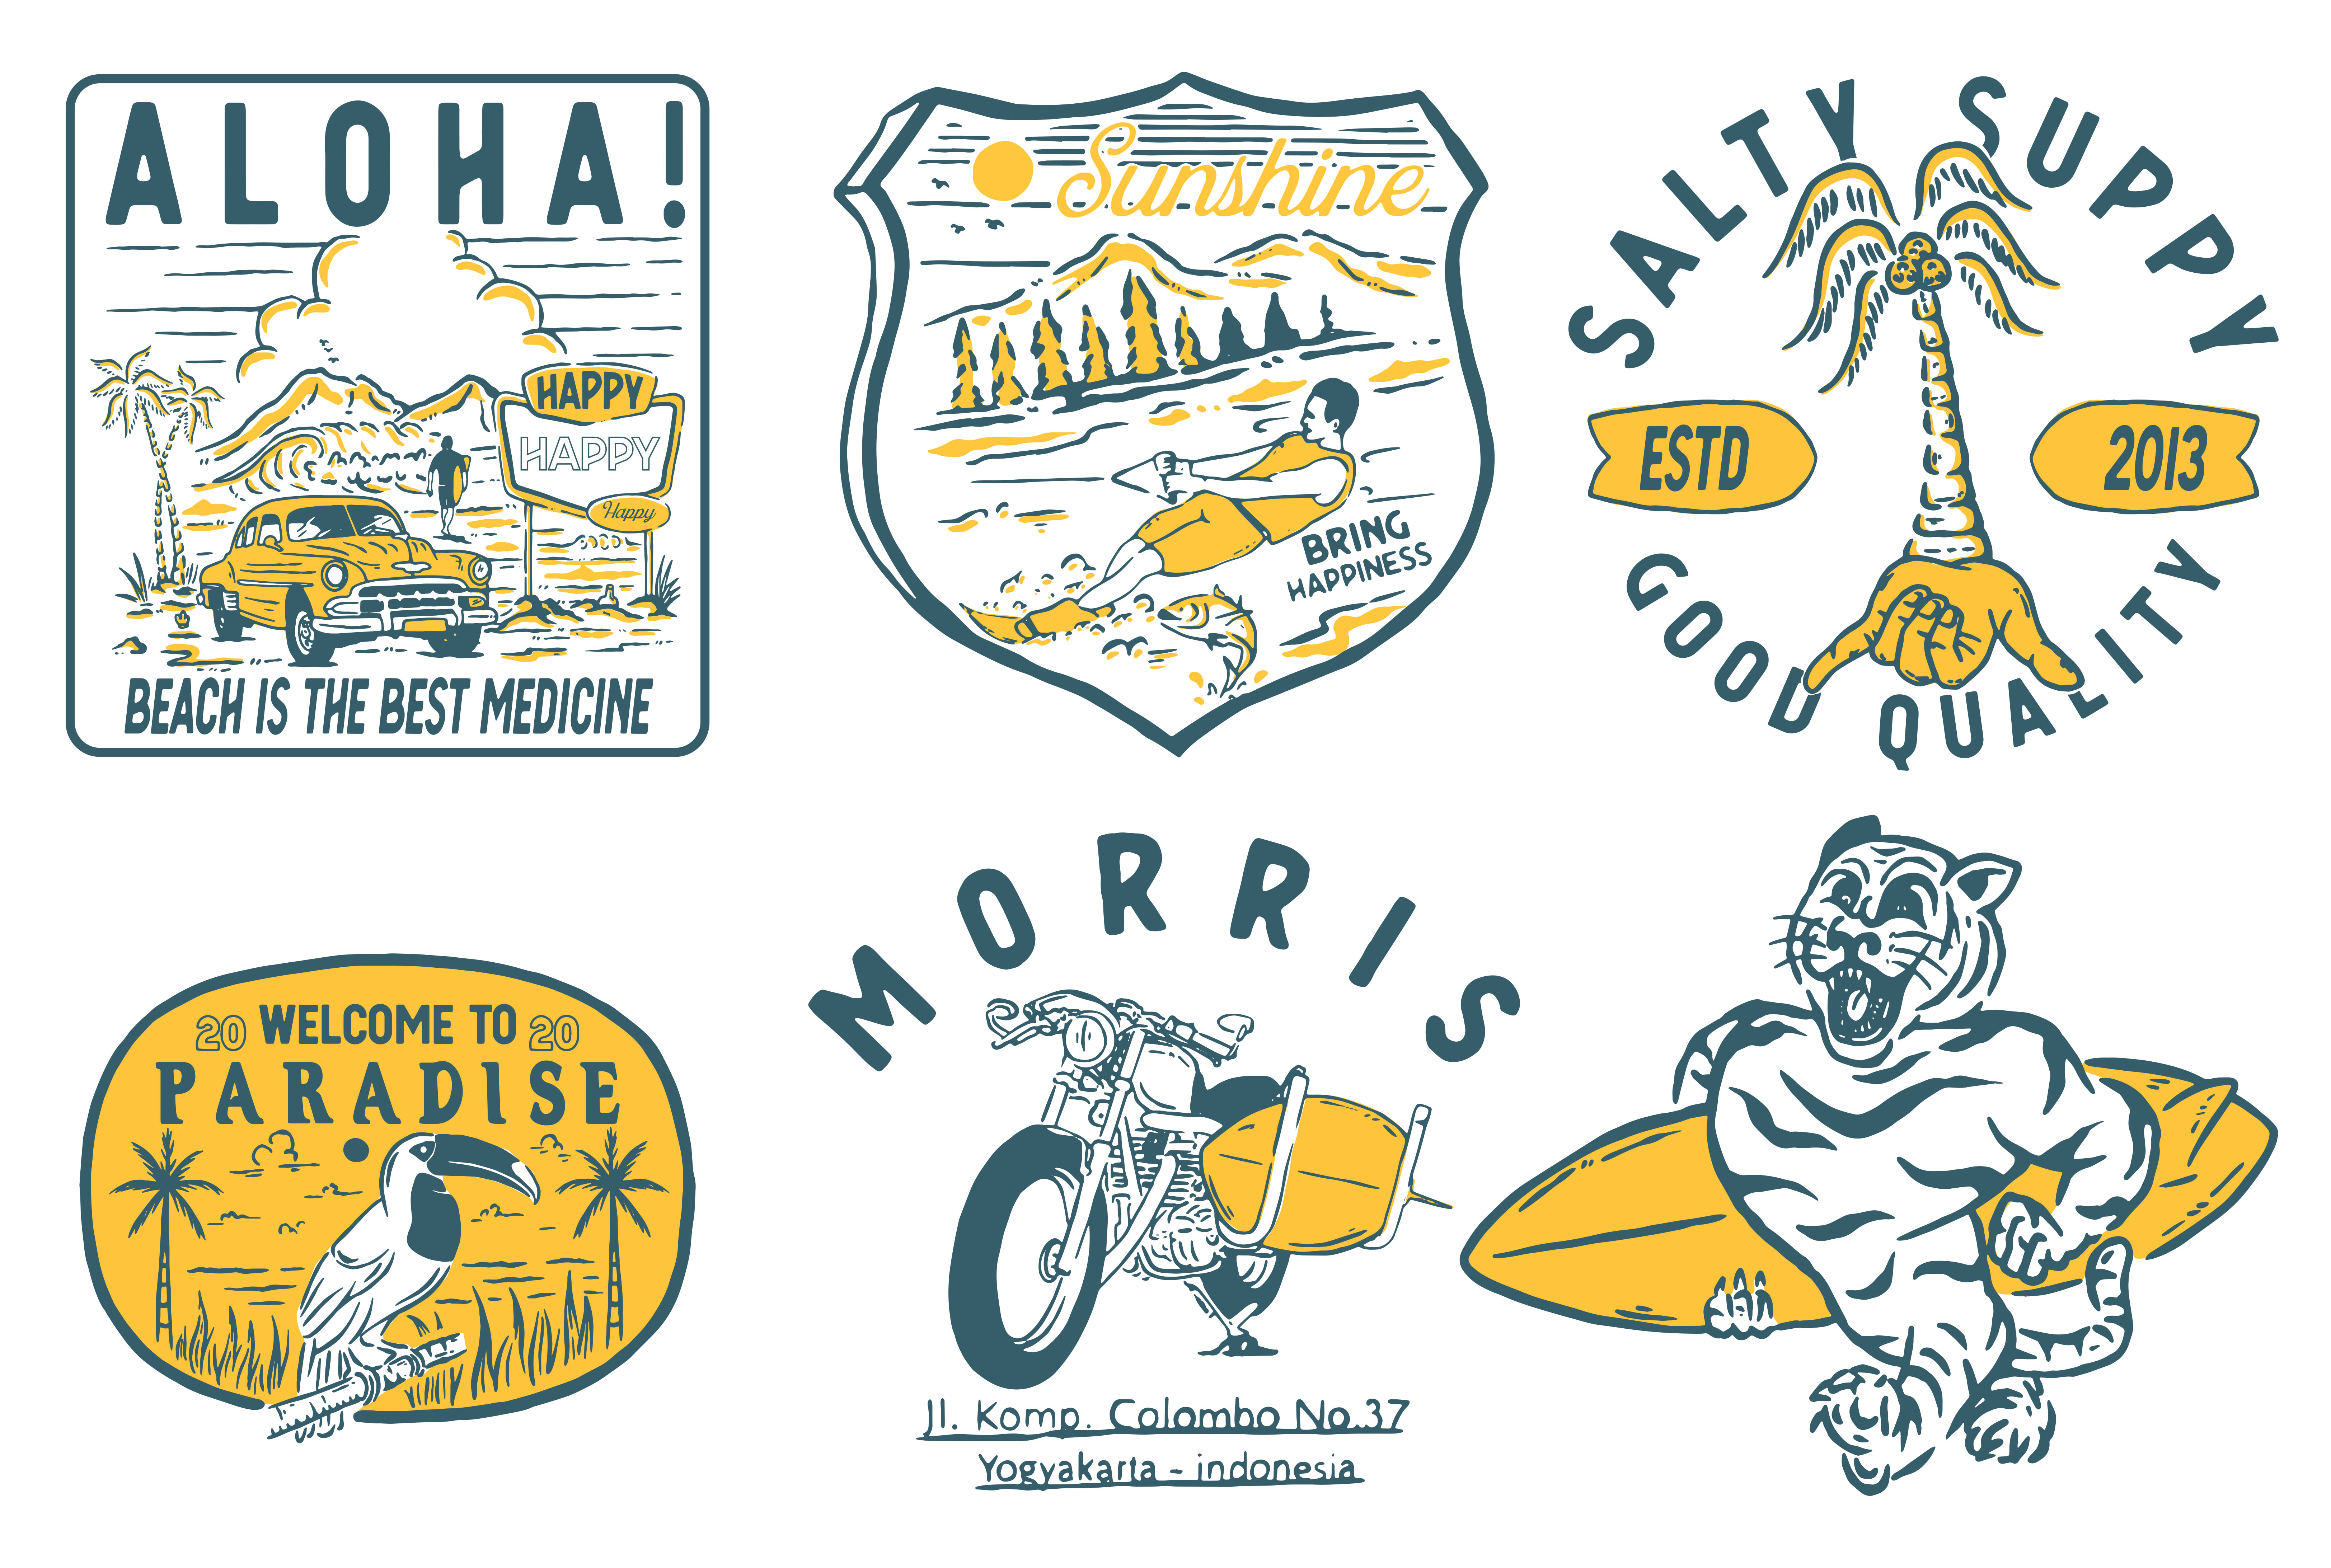 ALOHA!
HAPPY
HAPPY
Happy
BEACH IS THE BEST MEDICINE
Sunshine
BRING
HAPPINESS
SALTY SUPPY
ESTD
2013
GOOD QUALITY
20 WELCOME TO 20
PARADISE
MORRIS
Jl. Komp. Colombo No.37
Yogyakarta - indonesia